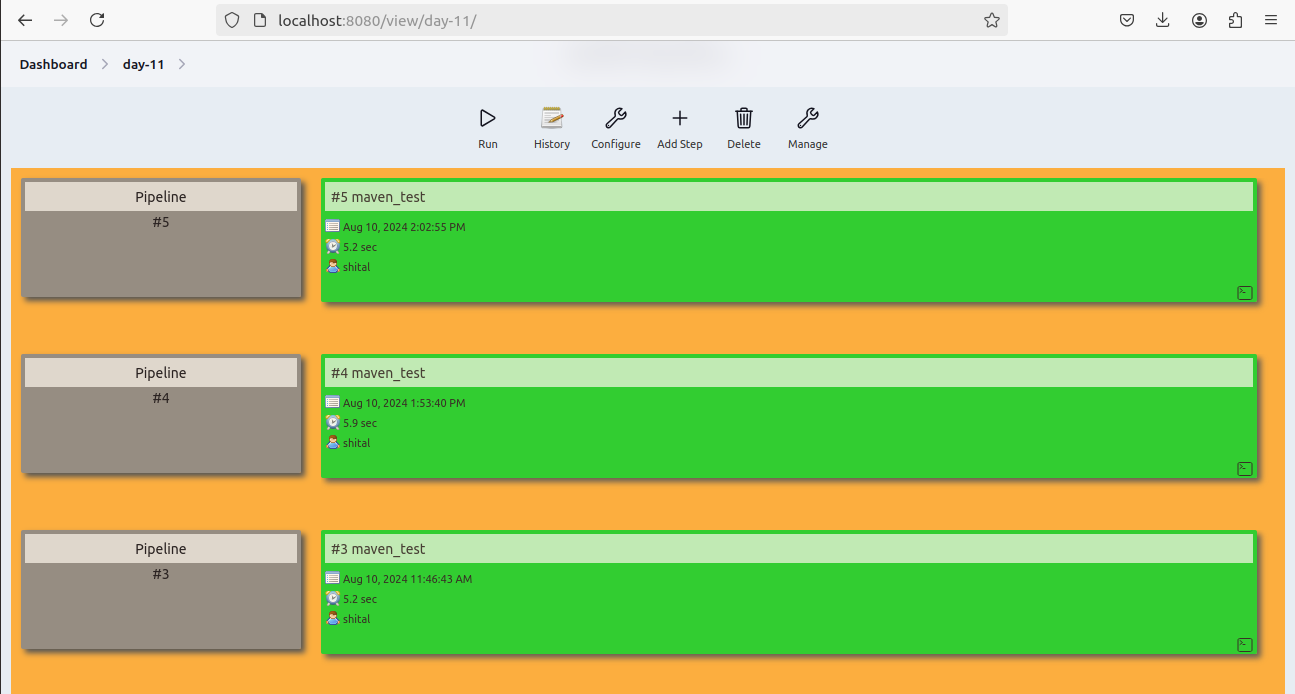 localhost:8080/view/day-11/
Dashboard day-11
Run History Configure Add Step Delete Manage
Pipeline
#5
#5 maven_test
Aug 10, 2024 2:02:55 PM
5.2 sec
shital
Pipeline
#4
#4 maven_test
Aug 10, 2024 1:53:40 PM
5.9 sec
shital
Pipeline
#3
#3 maven_test
Aug 10, 2024 11:46:43 AM
5.2 sec
shital